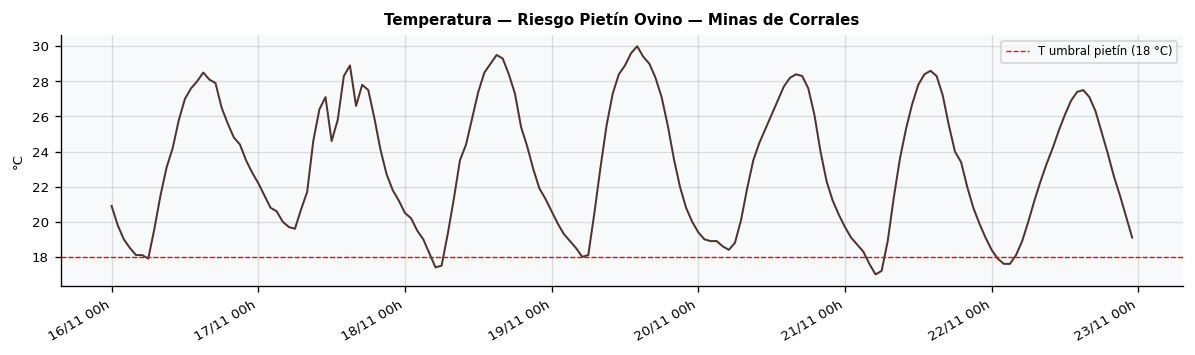 Temperatura — Riesgo Pietín Ovino — Minas de Corrales
T umbral pietín (18 °C)
°C
30
28
26
24
22
20
18
16/11 00h
17/11 00h
18/11 00h
19/11 00h
20/11 00h
21/11 00h
22/11 00h
23/11 00h